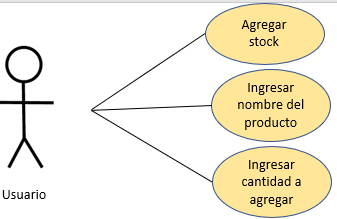 Agregar
stock
Ingresar
nombre del
producto
Ingresar
cantidad a
agregar
Usuario